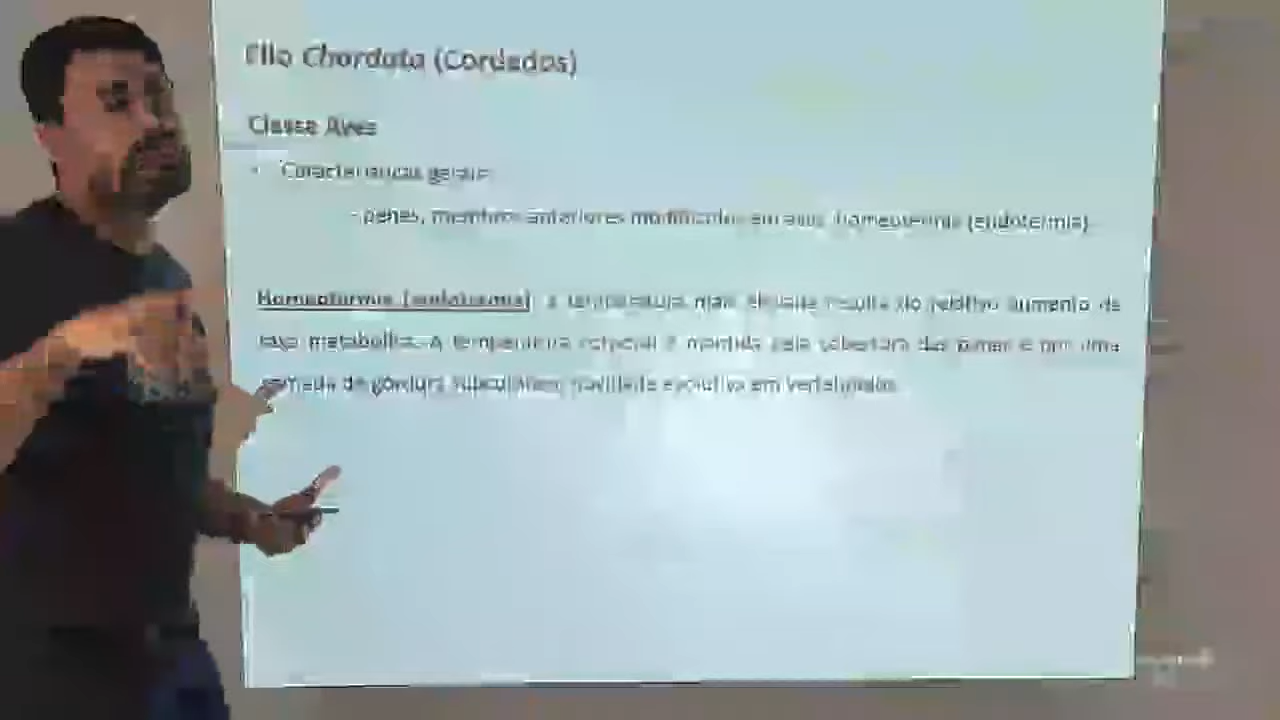 Filo Chordata (Cordados)
Classe Aves
• Características gerais:
- penas, membros anteriores modificados em asas, homeotermia (endotermia).
Homeotermia (endotermia): a temperatura mais elevada resulta do relativo aumento da
taxa metabólica. A temperatura corporal é mantida pela cobertura das penas e por uma
camada de gordura subcutânea, novidade evolutiva em vertebrados.